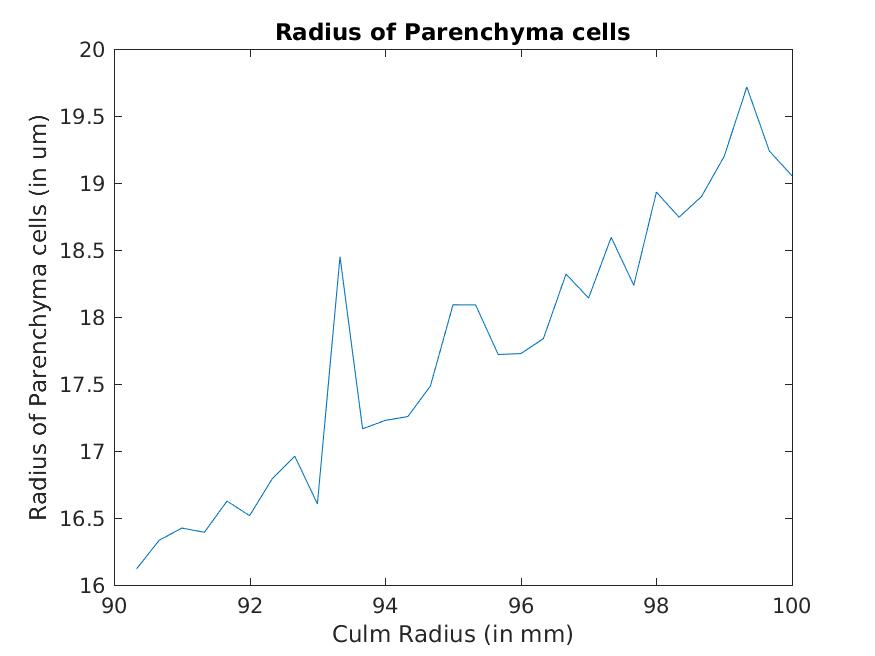 Radius of Parenchyma cells
20
19.5
19
18.5
18
17.5
17
16.5
16
Radius of Parenchyma cells (in um)
90 92 94 96 98 100
Culm Radius (in mm)